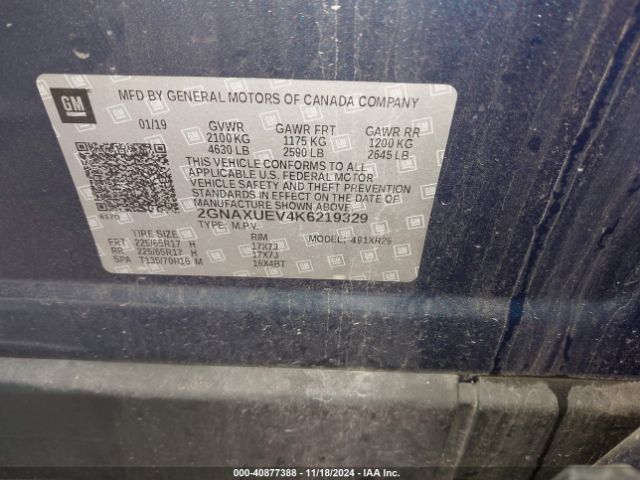 GM
MFD BY GENERAL MOTORS OF CANADA COMPANY
01/19 GVWR GAWR FRT GAWR RR
2100 KG 1175 KG 1200 KG
4630 LB 2590 LB 2645 LB
THIS VEHICLE CONFORMS TO ALL
APPLICABLE U.S. FEDERAL MOTOR
VEHICLE SAFETY AND THEFT PREVENTION
STANDARDS IN EFFECT ON THE DATE OF
MANUFACTURE SHOWN ABOVE.
2GNAXUEV4K6219329
TYPE: M.P.V.
TIRE SIZE RIM MODEL: 491XR26
FRT 225/65R17 H 17X7J
RR 225/65R17 H 17X7J
SPA T135/70R16 M 16X4BT
000-40877388 | 11/18/2024 - IAA Inc.